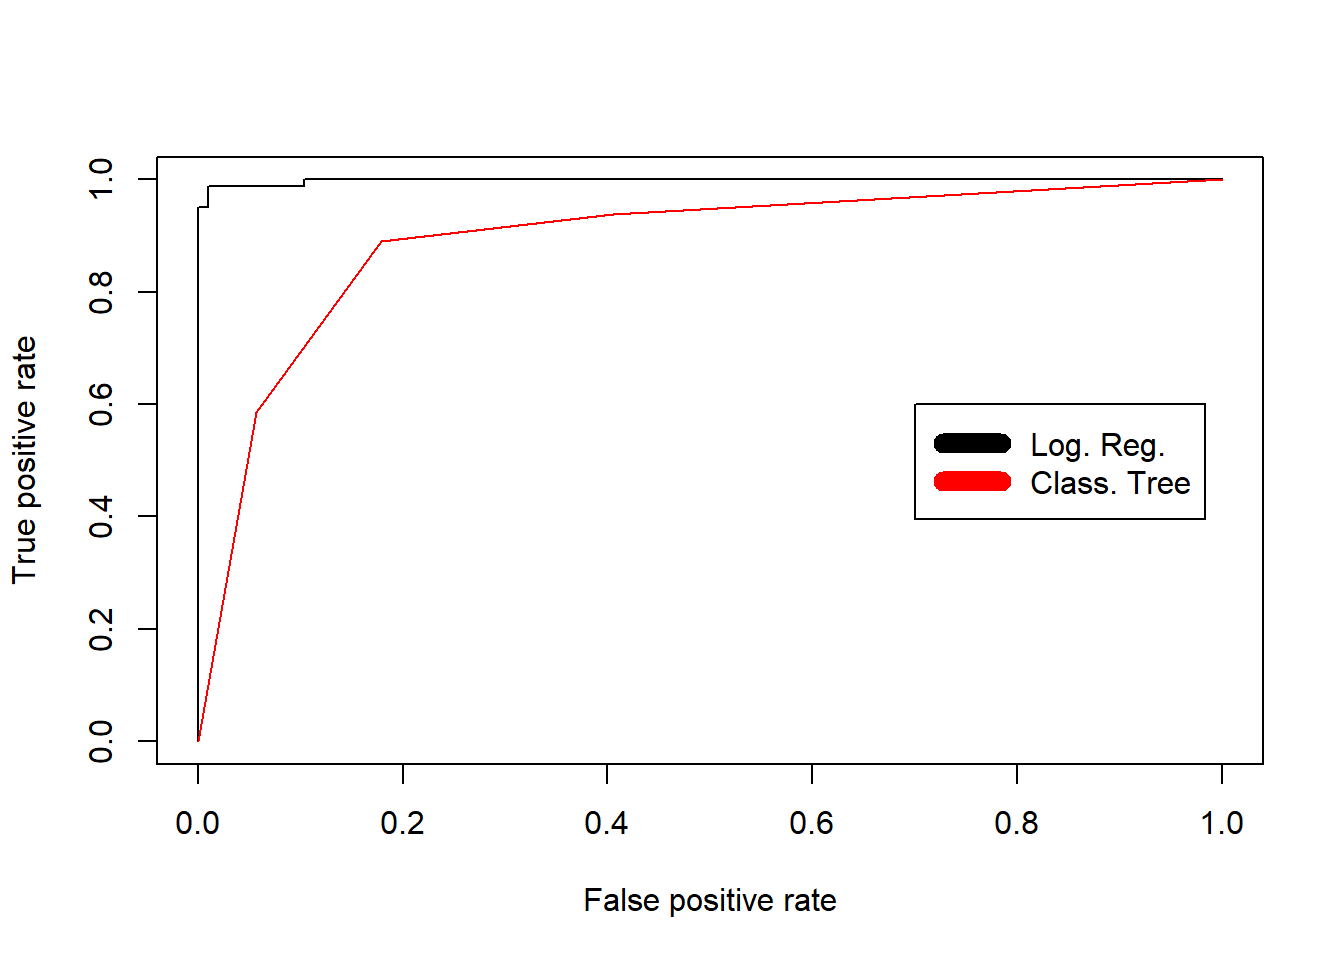 True positive rate
1.0
0.8
0.6
0.4
0.2
0.0
Log. Reg.
Class. Tree
0.0 0.2 0.4 0.6 0.8 1.0
False positive rate